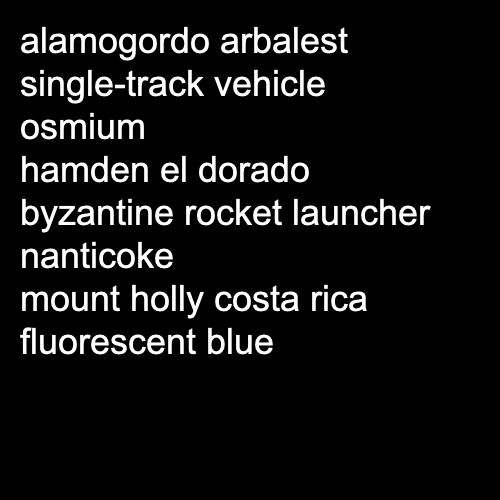 alamogordo arbalest
single-track vehicle
osmium
hamden el dorado
byzantine rocket launcher
nanticoke
mount holly costa rica
fluorescent blue